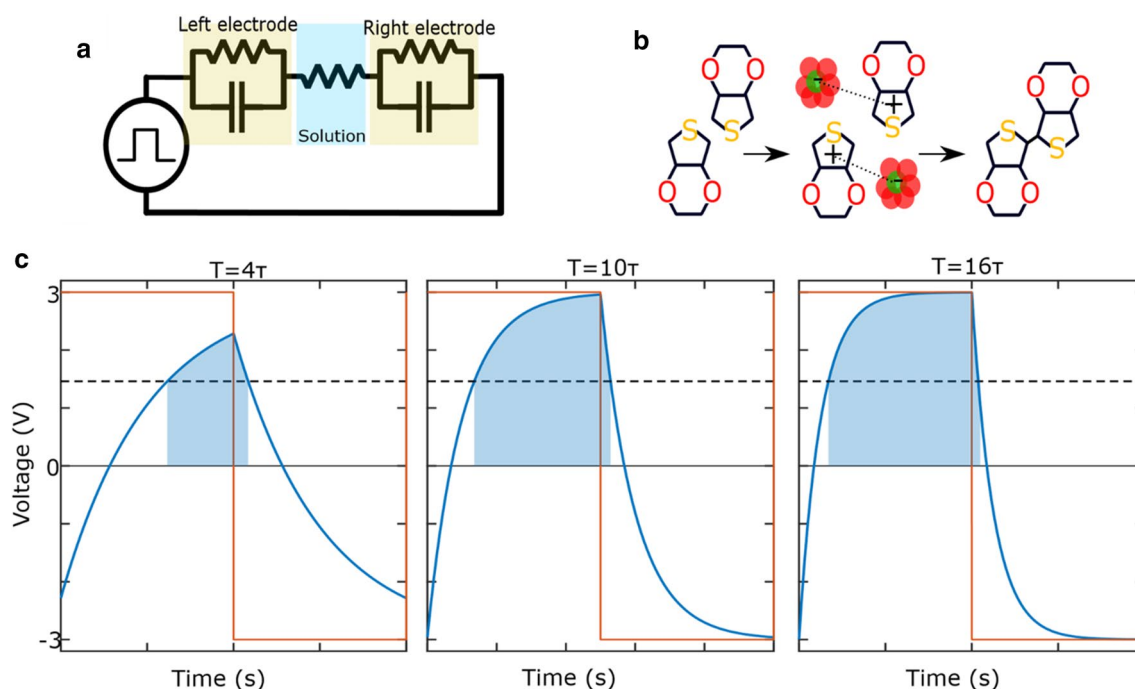 a
Left electrode
Right electrode
Solution
b
O O
S
S
O O
- +
O O
S
S
+ -
O O
O O
S
S
O O
c
T=4τ
T=10τ
T=16τ
Voltage (V)
3
0
-3
Time (s)
Time (s)
Time (s)